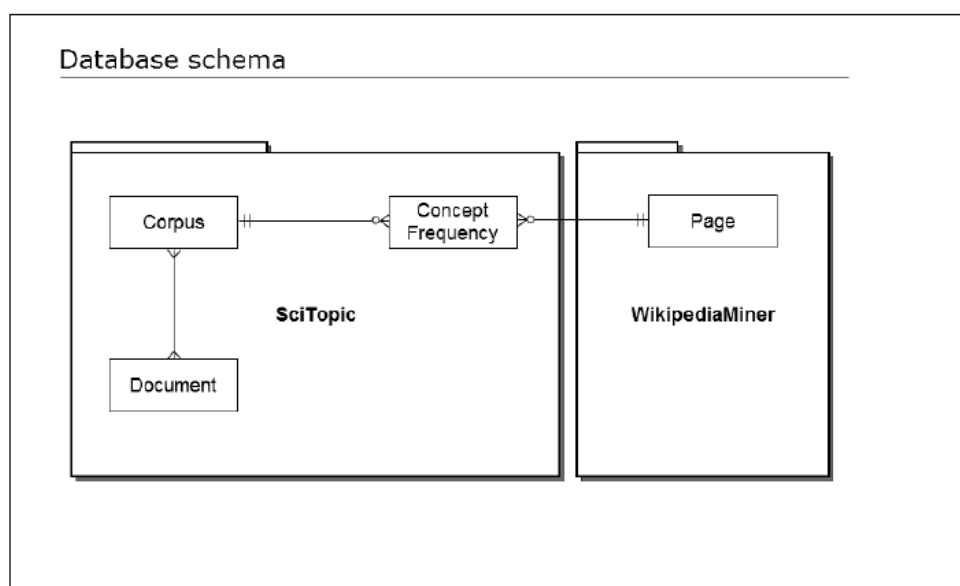 Database schema
Corpus
Concept
Frequency
Page
SciTopic
WikipediaMiner
Document